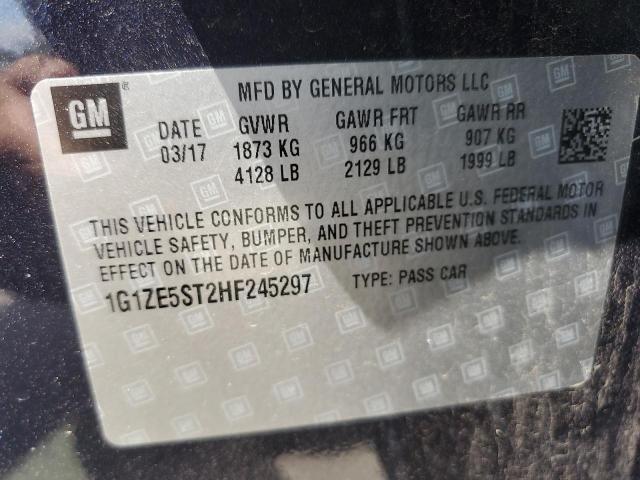 GM
MFD BY GENERAL MOTORS LLC
DATE GVWR GAWR FRT GAWR RR
03/17 1873 KG 966 KG 907 KG
4128 LB 2129 LB 1999 LB
THIS VEHICLE CONFORMS TO ALL APPLICABLE U.S. FEDERAL MOTOR
VEHICLE SAFETY, BUMPER, AND THEFT PREVENTION STANDARDS IN
EFFECT ON THE DATE OF MANUFACTURE SHOWN ABOVE.
1G1ZE5ST2HF245297 TYPE: PASS CAR